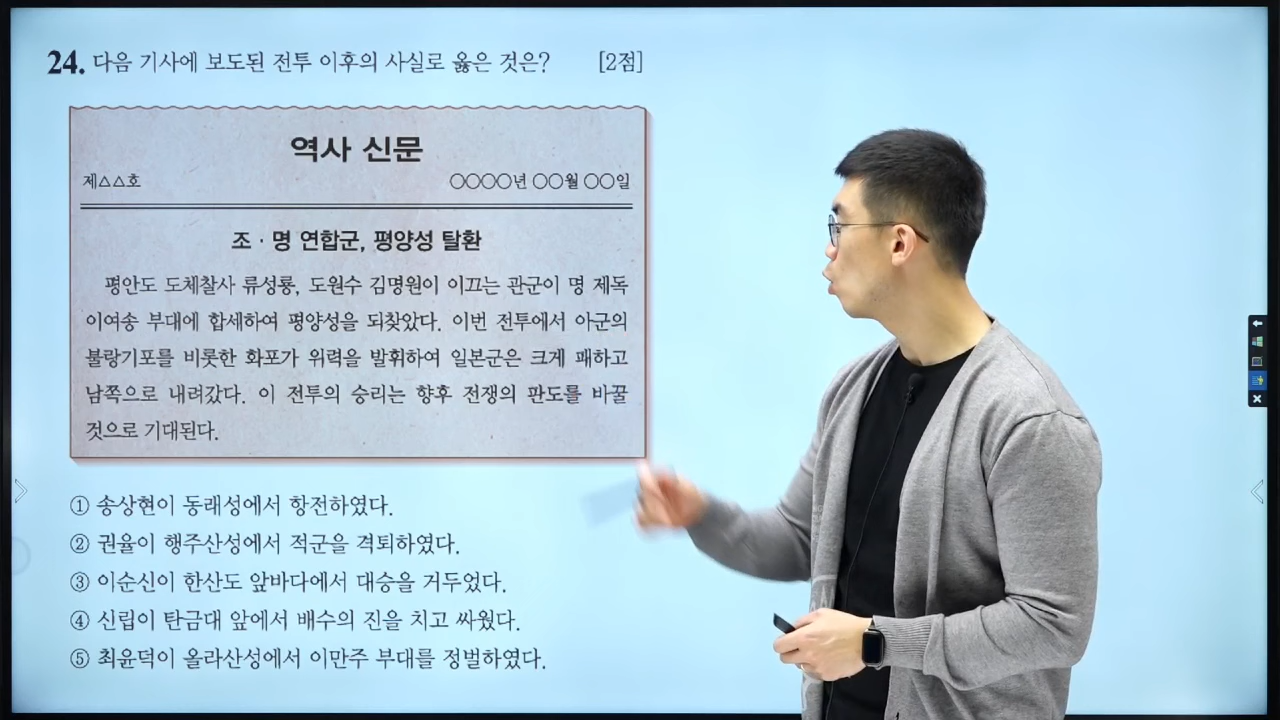 24. 다음 기사에 보도된 전투 이후의 사실로 옳은 것은? [2점]
역사 신문
제△△호 ○○○○년 ○○월 ○○일
조·명 연합군, 평양성 탈환
평안도 도체찰사 류성룡, 도원수 김명원이 이끄는 관군이 명 제독
이여송 부대에 합세하여 평양성을 되찾았다. 이번 전투에서 아군의
불랑기포를 비롯한 화포가 위력을 발휘하여 일본군은 크게 패하고
남쪽으로 내려갔다. 이 전투의 승리는 향후 전쟁의 판도를 바꿀
것으로 기대된다.
① 송상현이 동래성에서 항전하였다.
② 권율이 행주산성에서 적군을 격퇴하였다.
③ 이순신이 한산도 앞바다에서 대승을 거두었다.
④ 신립이 탄금대 앞에서 배수의 진을 치고 싸웠다.
⑤ 최윤덕이 올라산성에서 이만주 부대를 정벌하였다.